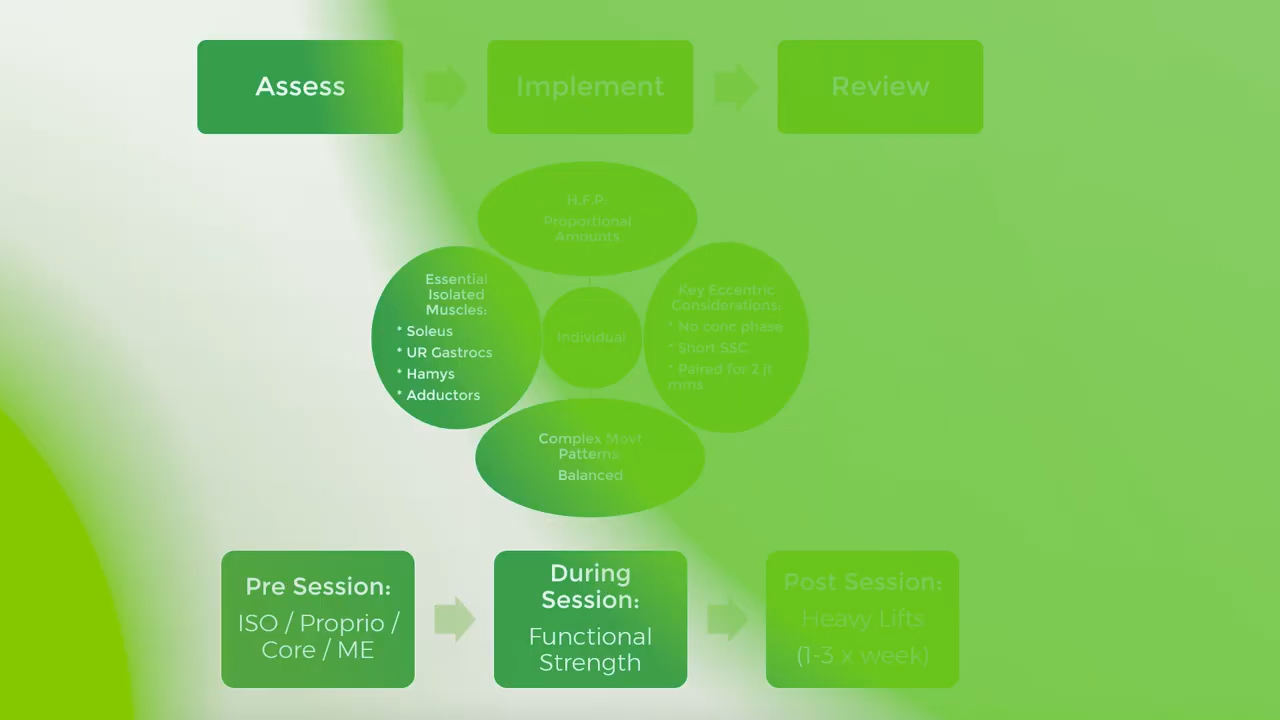 Assess
Implement
Review
H.F.P:
Proportional
Amounts
Essential
Isolated
Muscles:
* Soleus
* UR Gastrocs
* Hamys
* Adductors
Individual
Key Eccentric
Considerations:
* No conc phase
* Short SSC
* Paired for 2 jt
mms
Complex Movt
Patterns
Balanced
Pre Session:
ISO / Proprio /
Core / ME
During
Session:
Functional
Strength
Post Session:
Heavy Lifts
(1-3 x week)